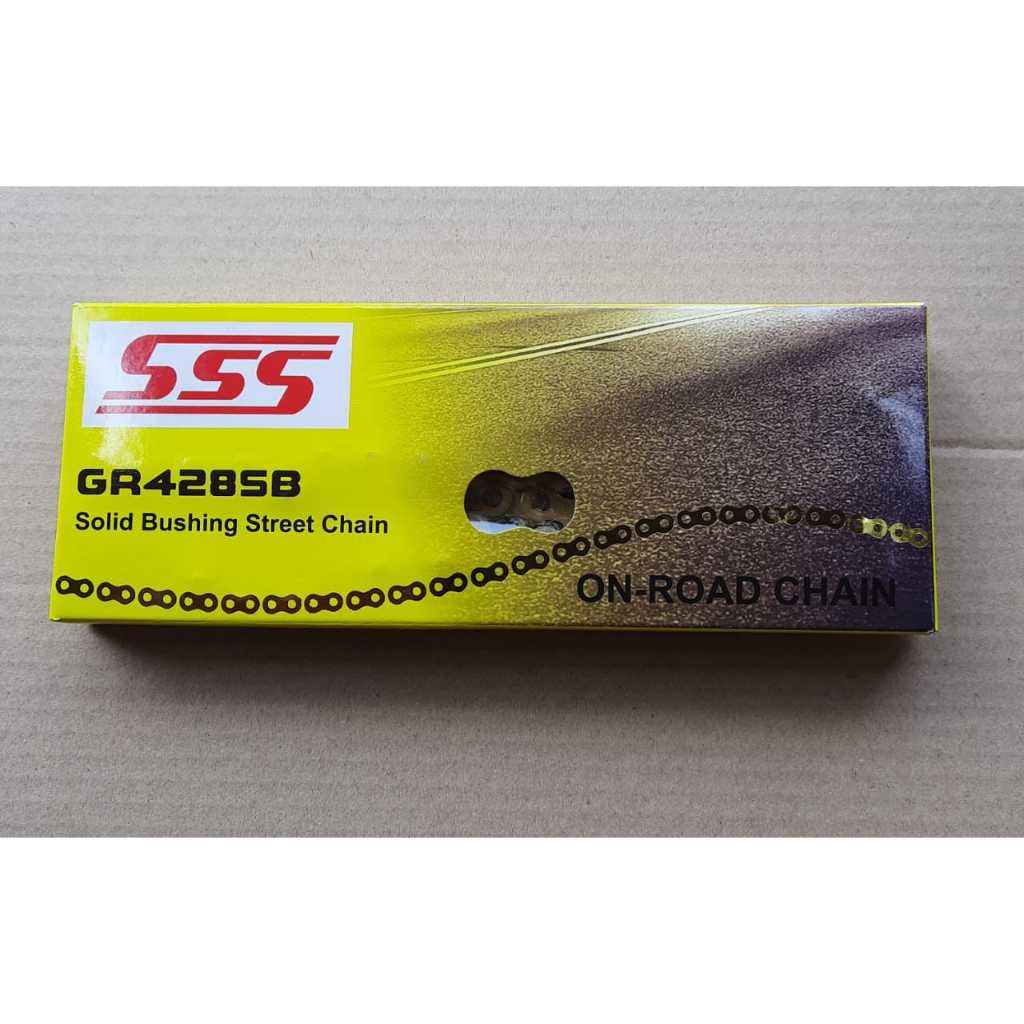 SSS
GR428SB
Solid Bushing Street Chain
ON-ROAD CHAIN